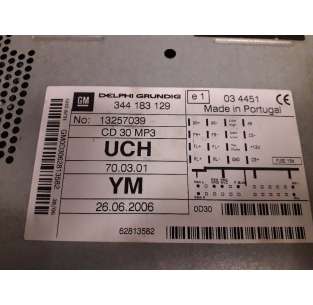 GM
DELPHI GRUNDIG
344 183 129
e1 03 4451 CE
Made in Portugal
No: 13257039
CD 30 MP3
UCH
70.03.01
YM
26.06.2006
0D30
62813582